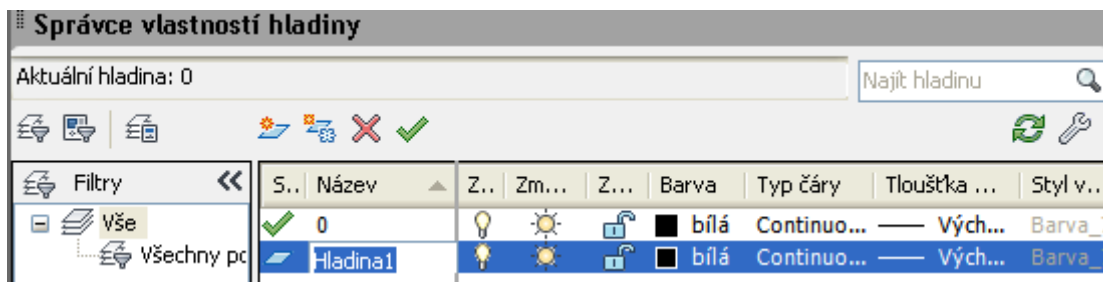 Správce vlastností hladiny
Aktuální hladina: 0
Najít hladinu
Filtry S.. Název Z.. Zm... Z... Barva Typ čáry Tloušťka ... Styl v..
Vše 0 bílá Continuo... Vých... Barva_
Všechny po Hladina1 bílá Continuo... Vých... Barva_